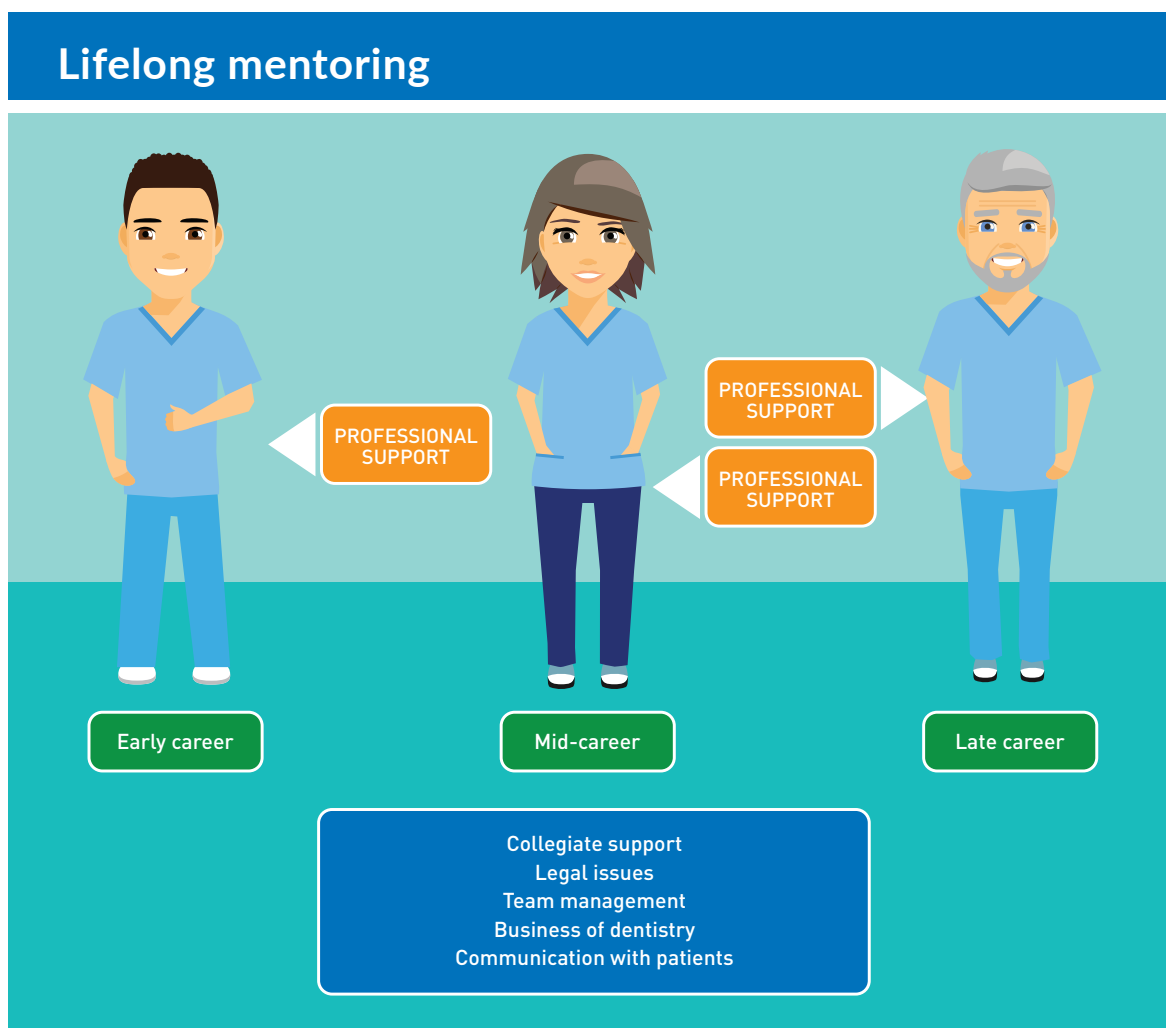 Lifelong mentoring
PROFESSIONAL
SUPPORT
PROFESSIONAL
SUPPORT
PROFESSIONAL
SUPPORT
Early career
Mid-career
Late career
Collegiate support
Legal issues
Team management
Business of dentistry
Communication with patients